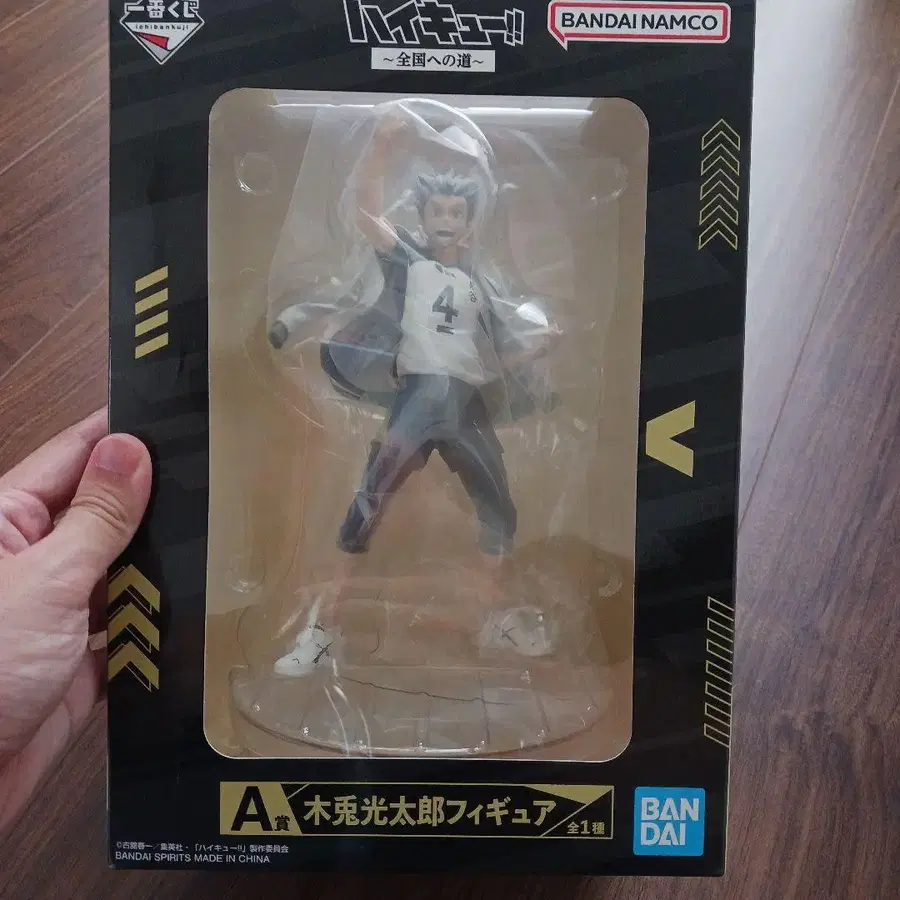 一番くじ
ichibankuji
ハイキュー!!
～全国への道～
BANDAI NAMCO
4
A賞
木兎光太郎フィギュア
全1種
BANDAI
©古舘春一／集英社・「ハイキュー!!」製作委員会
BANDAI SPIRITS MADE IN CHINA